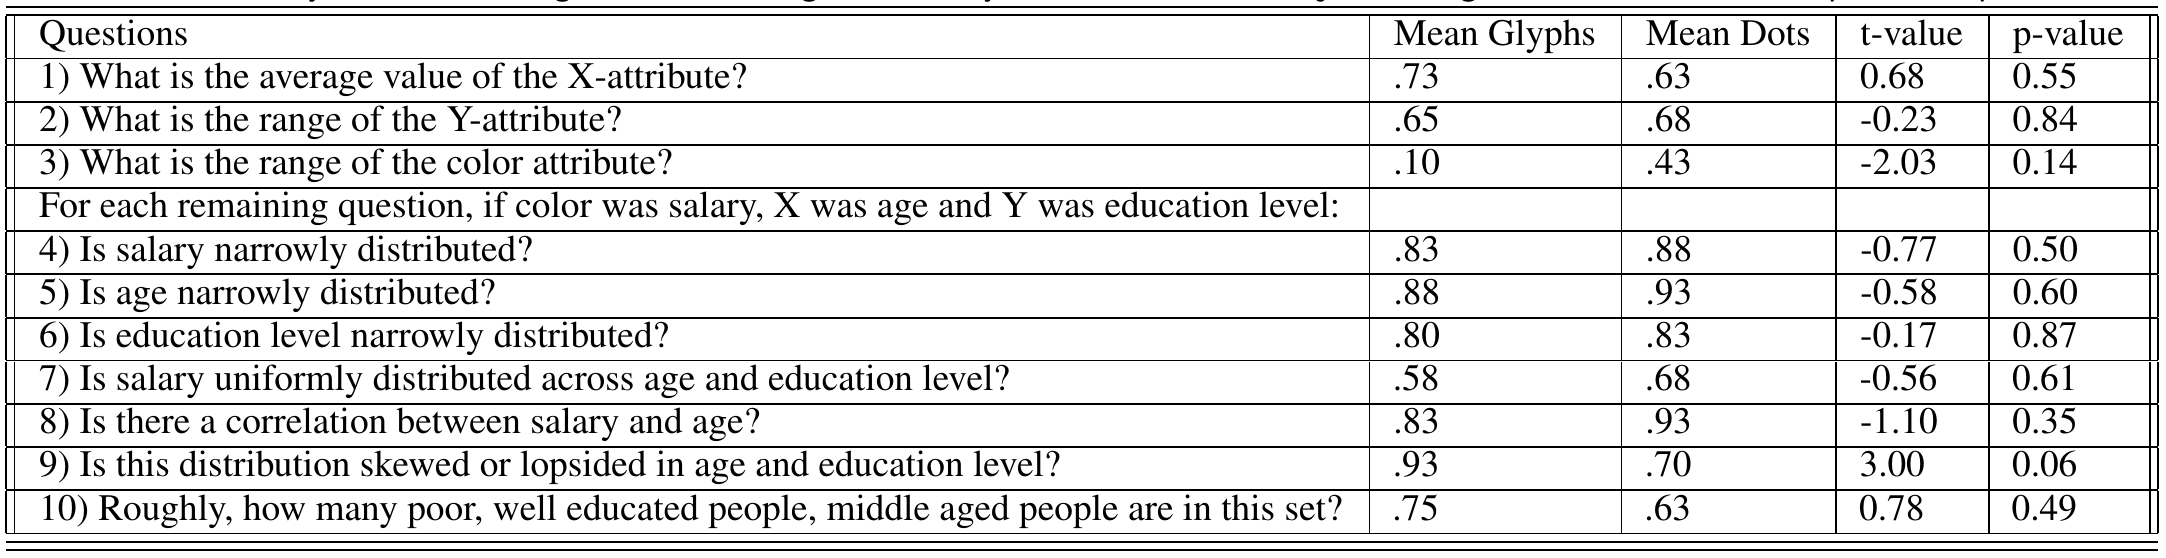 Questions Mean Glyphs Mean Dots t-value p-value
1) What is the average value of the X-attribute? .73 .63 0.68 0.55
2) What is the range of the Y-attribute? .65 .68 -0.23 0.84
3) What is the range of the color attribute? .10 .43 -2.03 0.14
For each remaining question, if color was salary, X was age and Y was education level:
4) Is salary narrowly distributed? .83 .88 -0.77 0.50
5) Is age narrowly distributed? .88 .93 -0.58 0.60
6) Is education level narrowly distributed? .80 .83 -0.17 0.87
7) Is salary uniformly distributed across age and education level? .58 .68 -0.56 0.61
8) Is there a correlation between salary and age? .83 .93 -1.10 0.35
9) Is this distribution skewed or lopsided in age and education level? .93 .70 3.00 0.06
10) Roughly, how many poor, well educated people, middle aged people are in this set? .75 .63 0.78 0.49